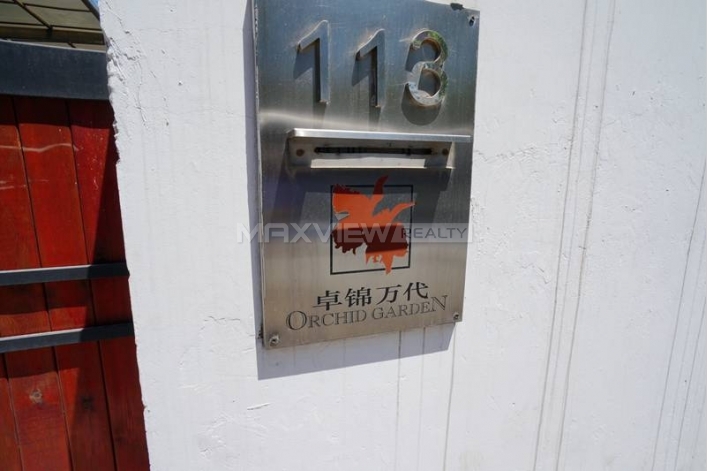 113
MAXVIEW REALTY
卓锦万代
ORCHID GARDEN